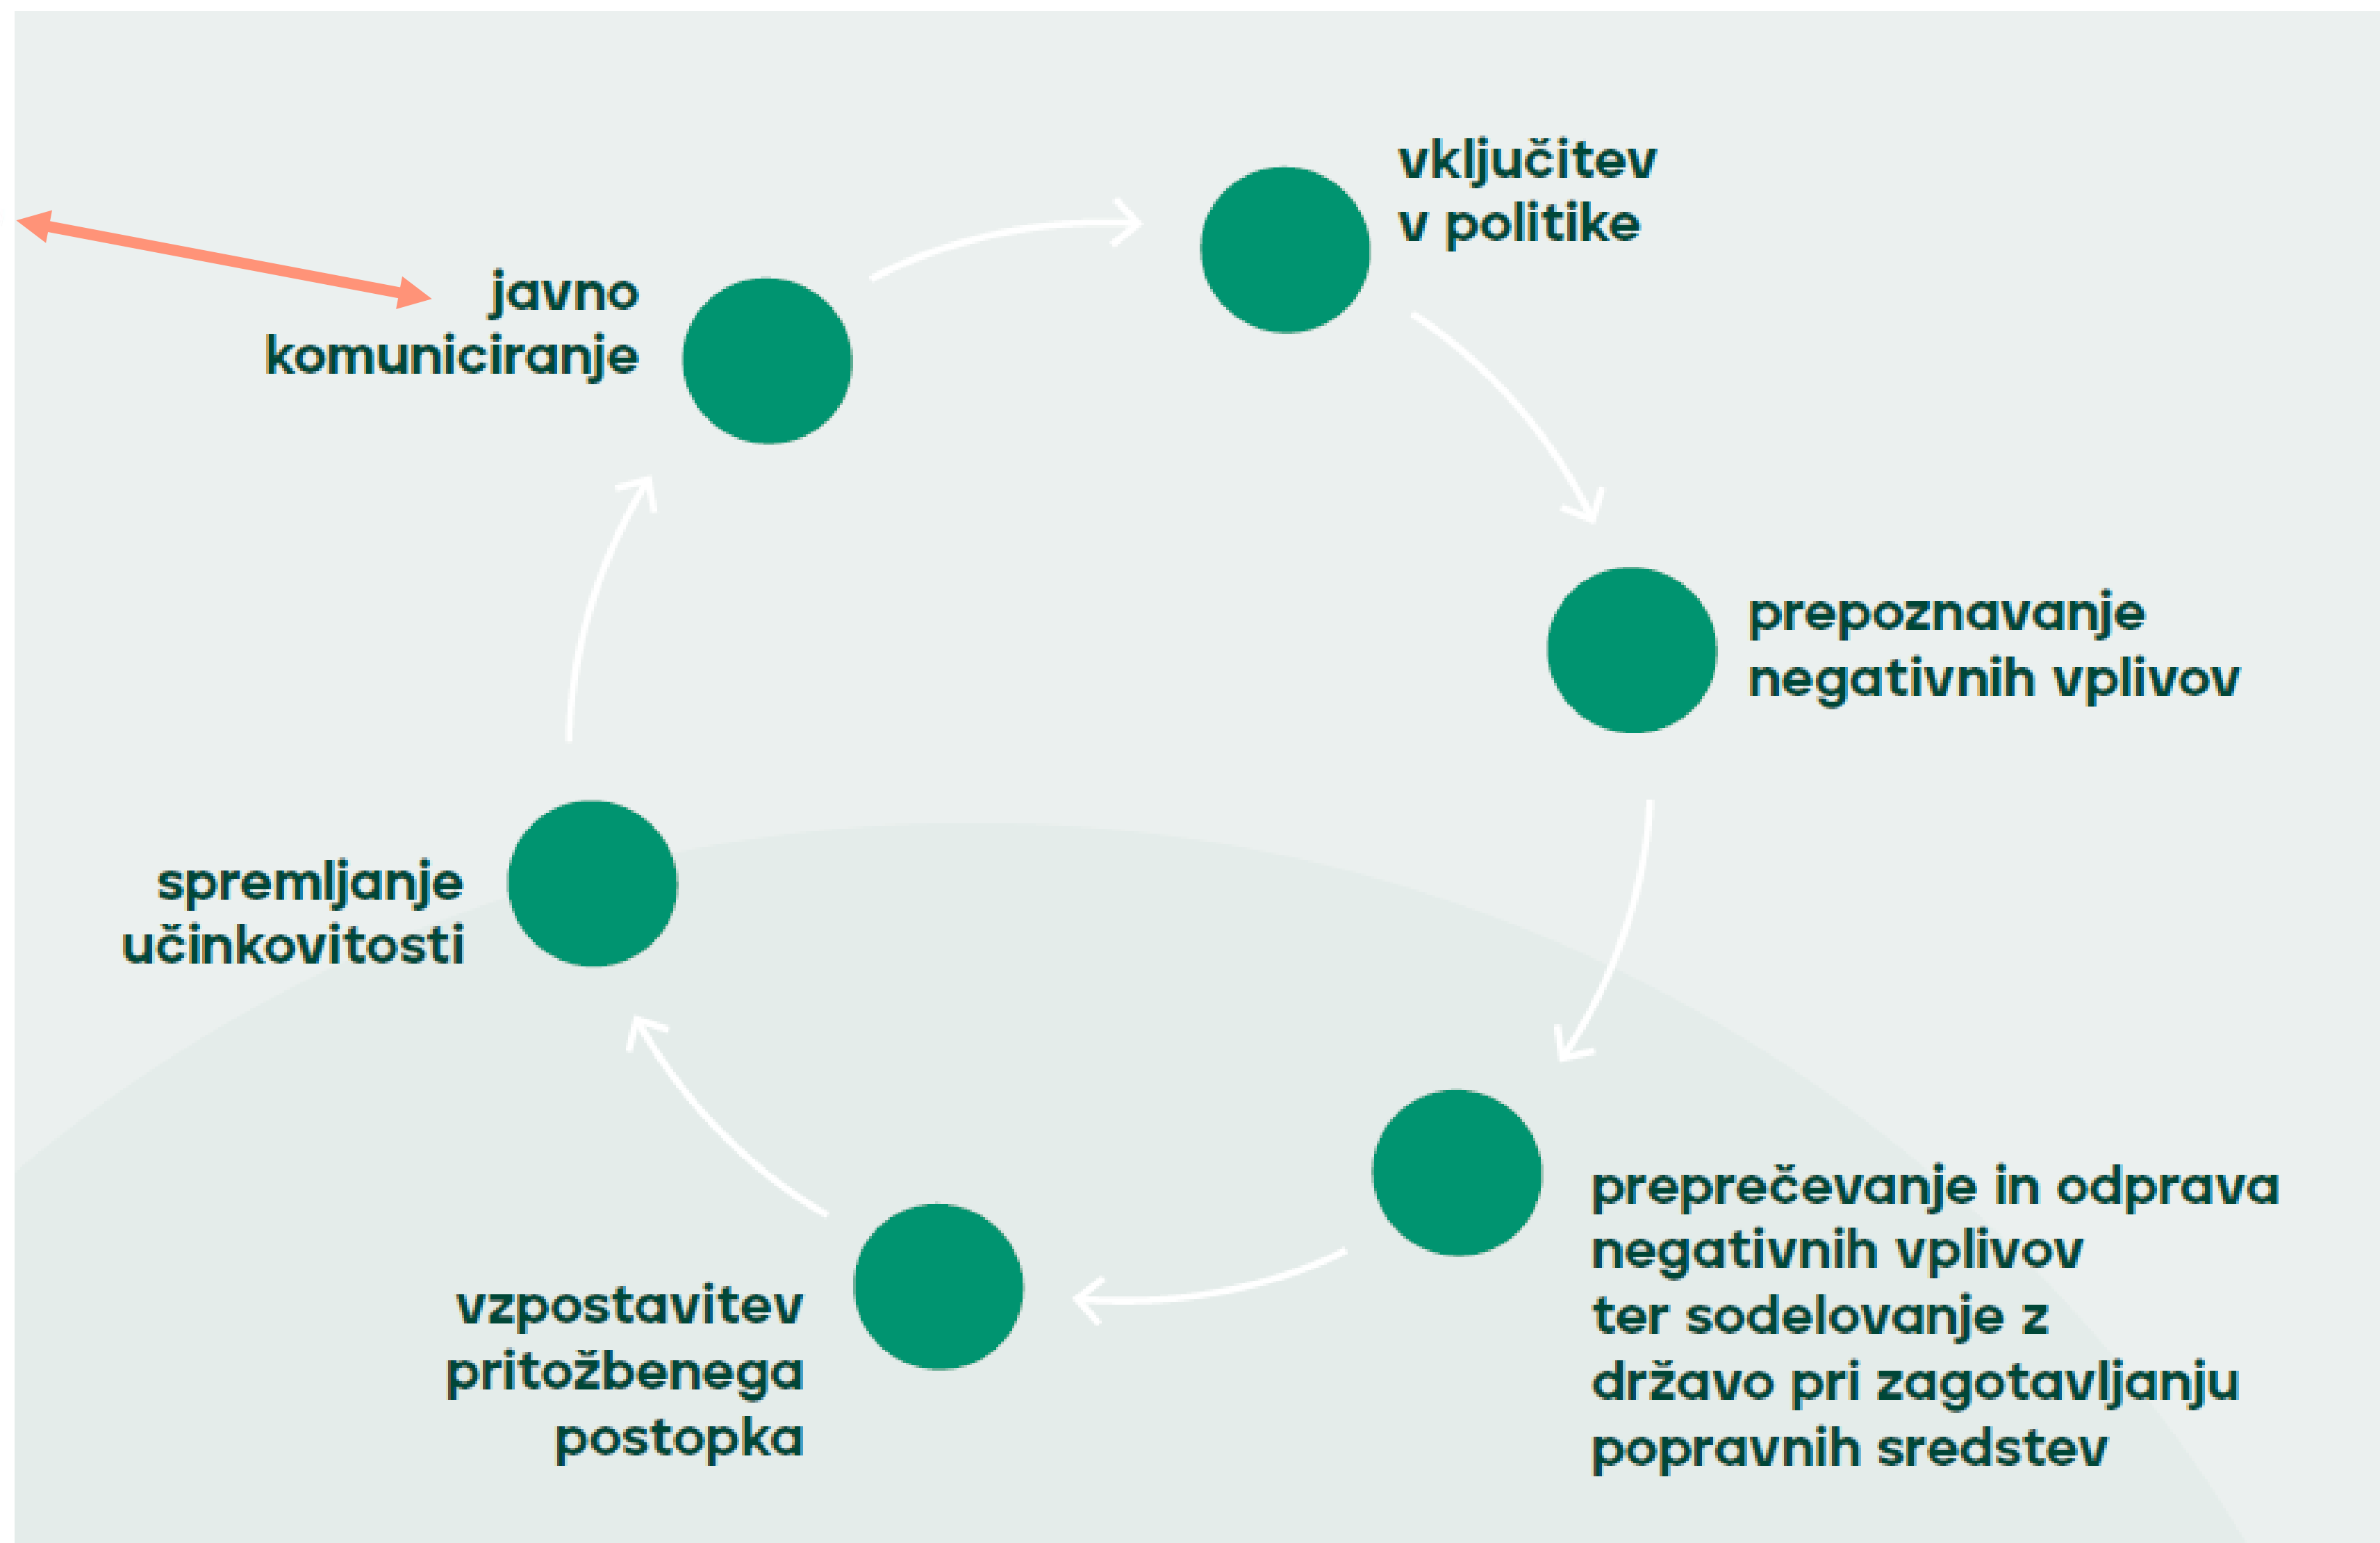 vključitev
v politike
prepoznavanje
negativnih vplivov
preprečevanje in odprava
negativnih vplivov
ter sodelovanje z
državo pri zagotavljanju
popravnih sredstev
vzpostavitev
pritožbenega
postopka
spremljanje
učinkovitosti
javno
komuniciranje